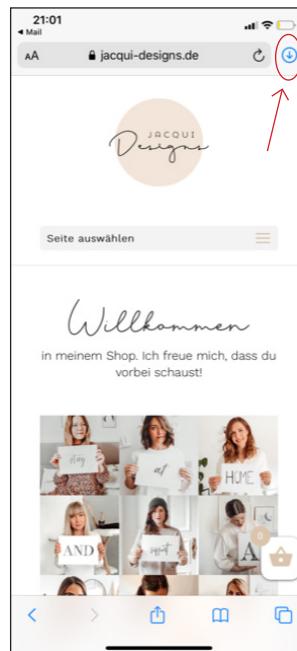 21:01
Mail
AA jacqui-designs.de
JACQUI
Designs
Seite auswählen
Willkommen
in meinem Shop. Ich freue mich, dass du
vorbei schaust!
stay
at
HOME
AND
support
A
0